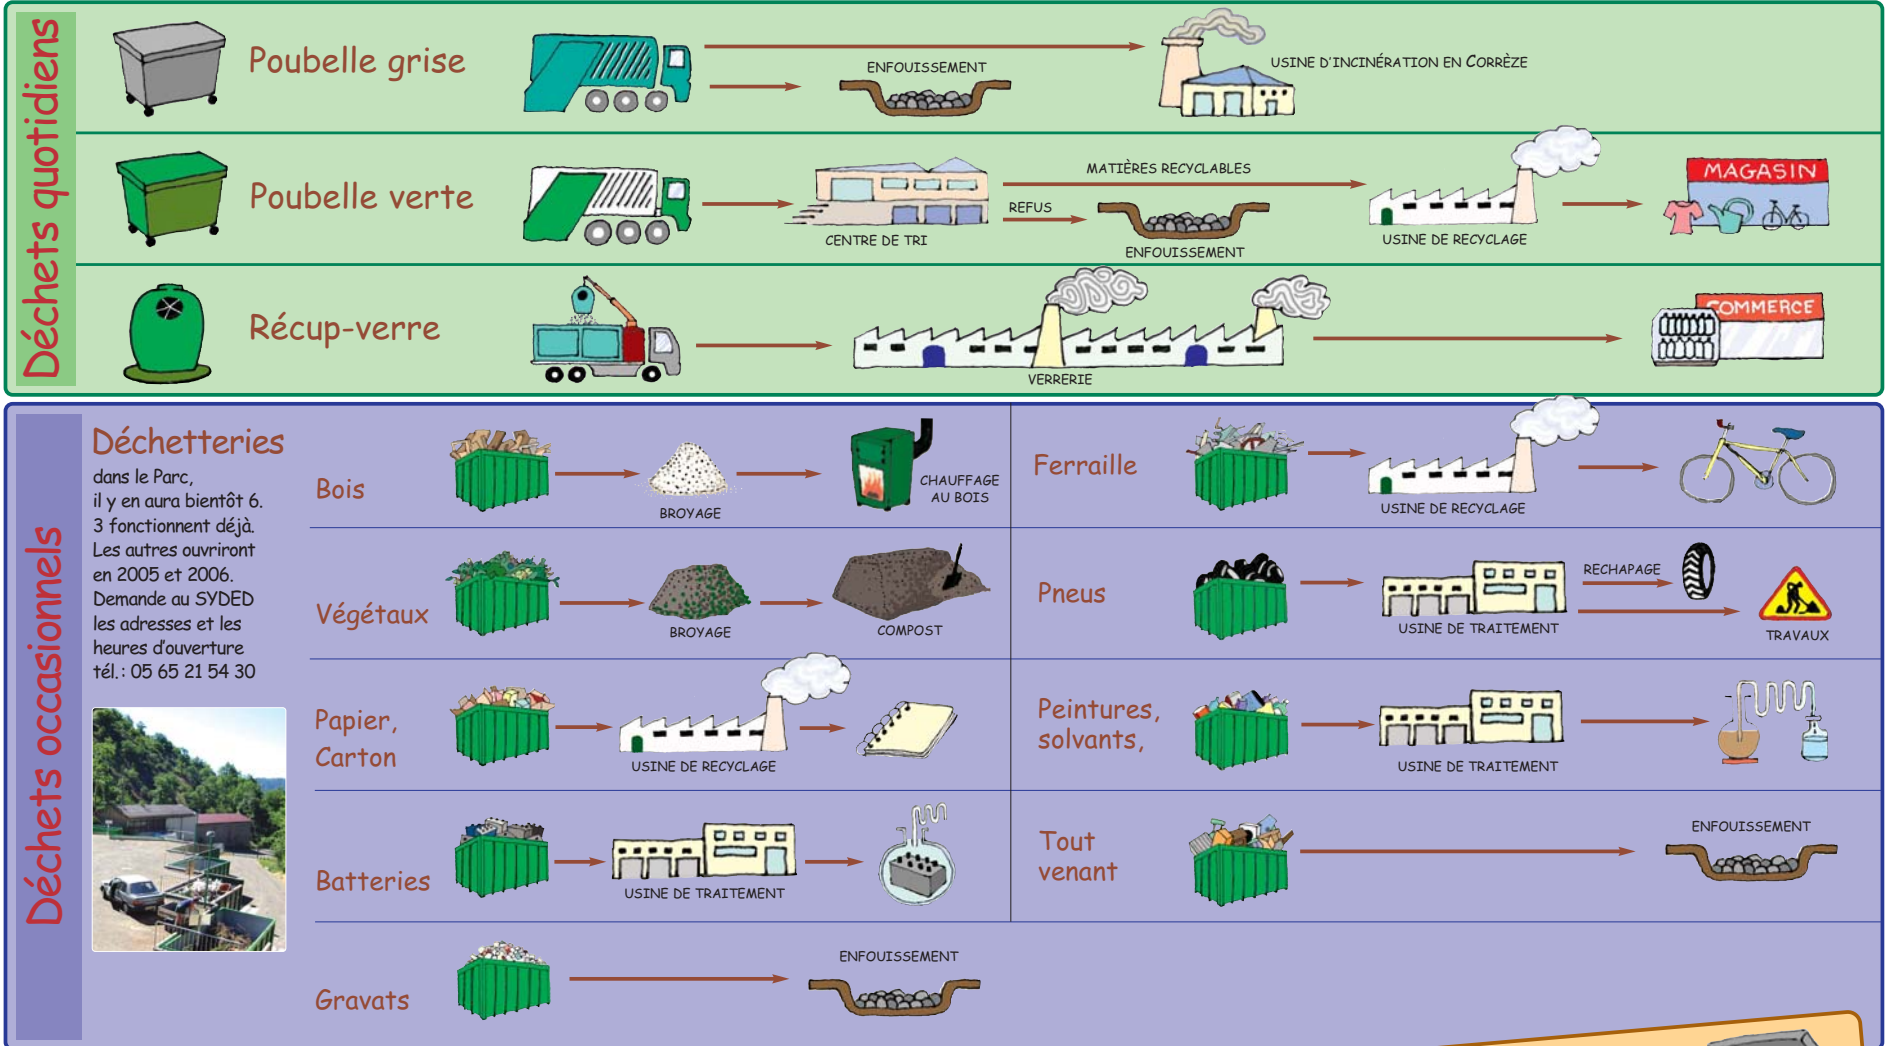 Déchets quotidiens
Poubelle grise
ENFOUISSEMENT
USINE D'INCINÉRATION EN CORRÈZE
Poubelle verte
CENTRE DE TRI
MATIÈRES RECYCLABLES
REFUS
ENFOUISSEMENT
USINE DE RECYCLAGE
MAGASIN
Récup-verre
VERRERIE
COMMERCE
Déchets occasionnels
Déchetteries
dans le Parc,
il y en aura bientôt 6.
3 fonctionnent déjà.
Les autres ouvriront
en 2005 et 2006.
Demande au SYDED
les adresses et les
heures d'ouverture
tél.: 05 65 21 54 30
Bois
BROYAGE
CHAUFFAGE
AU BOIS
Végétaux
BROYAGE
COMPOST
Papier,
Carton
USINE DE RECYCLAGE
Batteries
USINE DE TRAITEMENT
Gravats
ENFOUISSEMENT
Ferraille
USINE DE RECYCLAGE
Pneus
USINE DE TRAITEMENT
RECHAPAGE
TRAVAUX
Peintures,
solvants,
USINE DE TRAITEMENT
Tout
venant
ENFOUISSEMENT